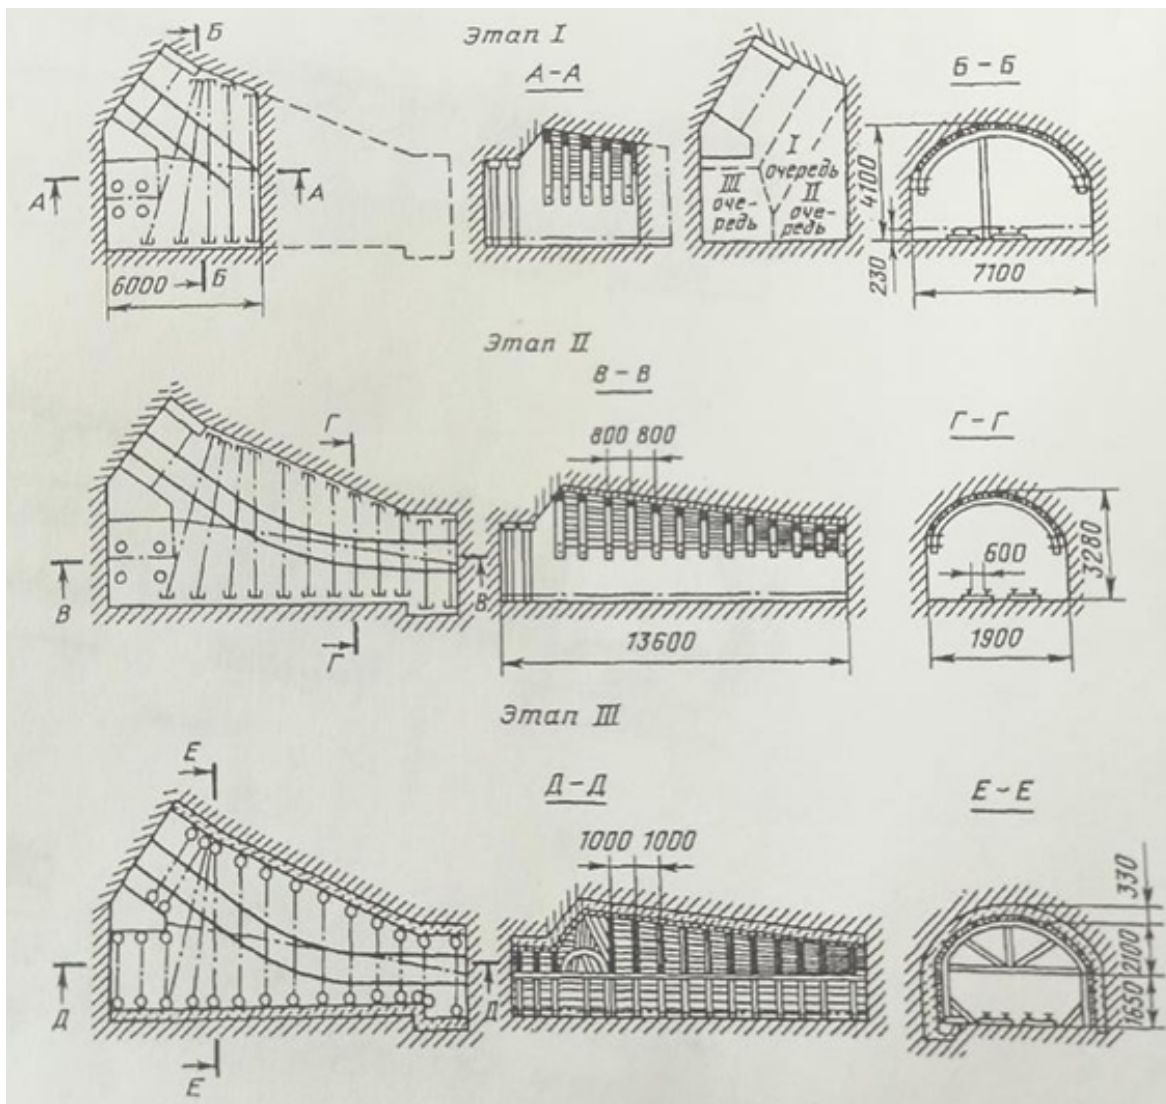 Этап I
Б
А-А
Б - Б
А
А
Б
6000
I
очередь
III
оче-
редь
II
оче-
редь
4100
230
7100
Этап II
В - В
Г
800 800
Г - Г
В
В
Г
13600
600
3280
1900
Этап III
Е
Д-Д
Е - Е
1000 1000
Д
Д
Е
330
2100
1650